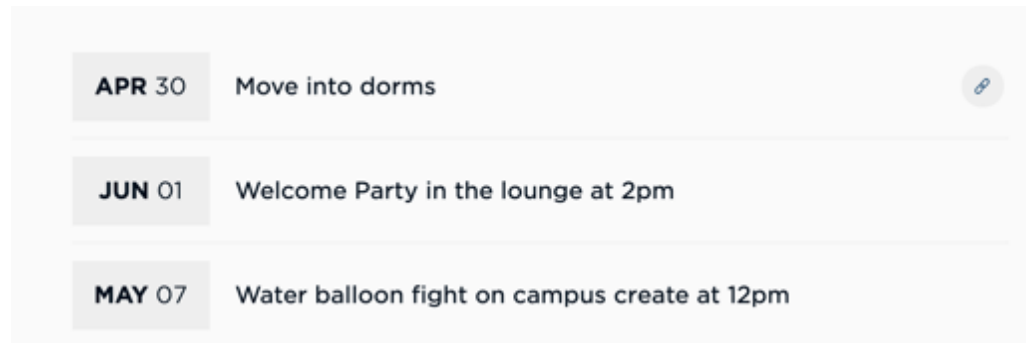 APR 30 Move into dorms
JUN 01 Welcome Party in the lounge at 2pm
MAY 07 Water balloon fight on campus create at 12pm